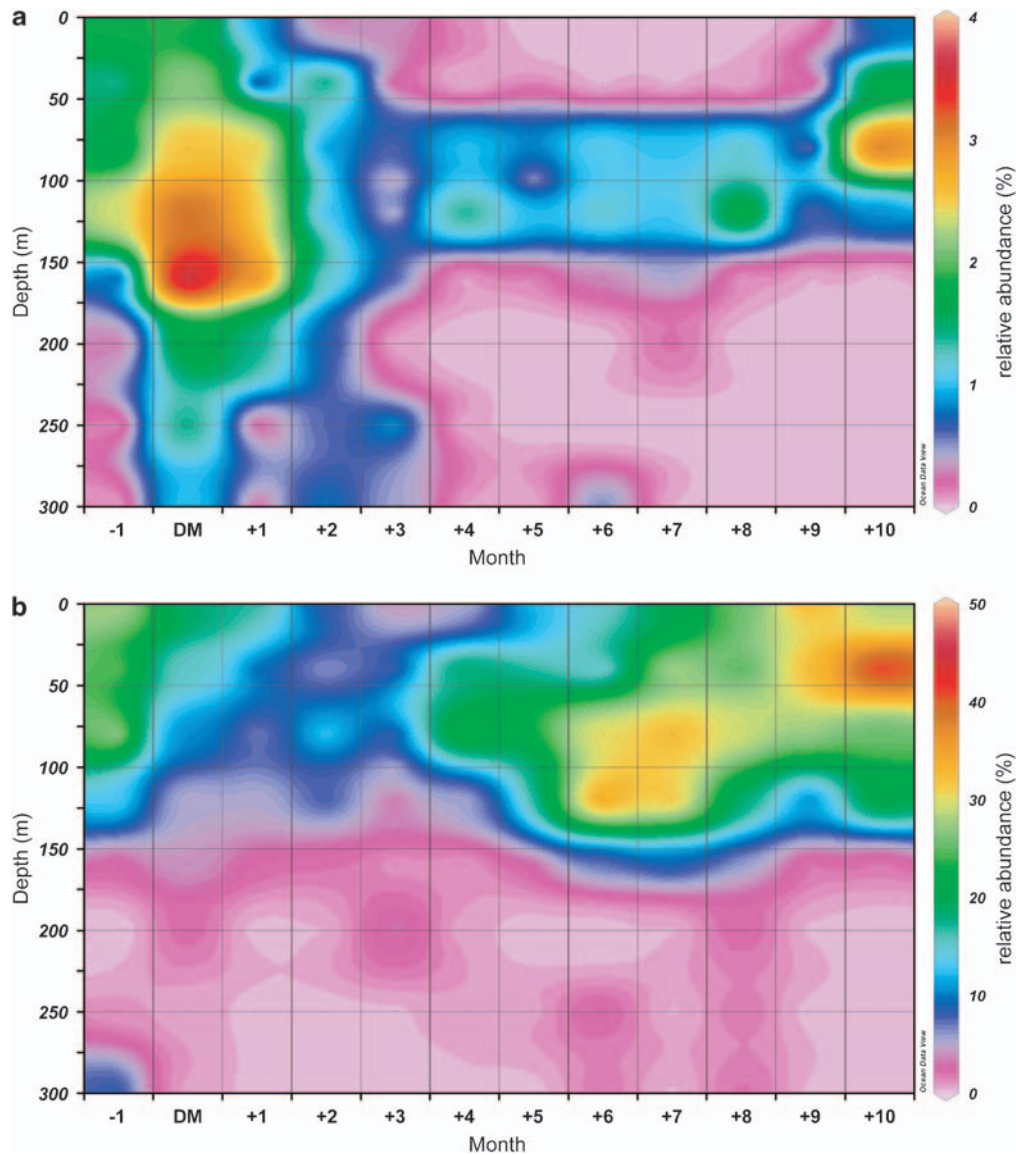 a
0
50
100
150
200
250
300
Depth (m)
-1 DM +1 +2 +3 +4 +5 +6 +7 +8 +9 +10
Month
4
3
2
1
0
relative abundance (%)
Ocean Data View
b
0
50
100
150
200
250
300
Depth (m)
-1 DM +1 +2 +3 +4 +5 +6 +7 +8 +9 +10
Month
50
40
30
20
10
0
relative abundance (%)
Ocean Data View